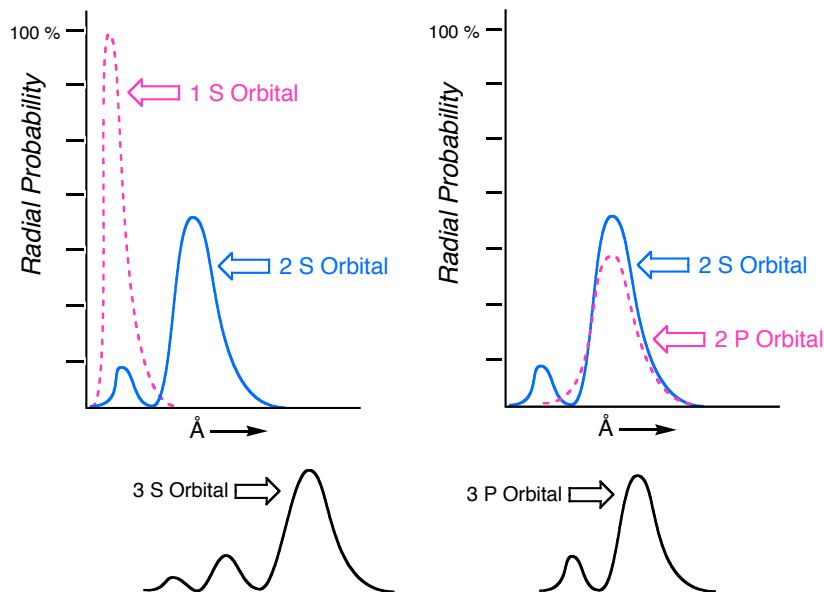 100 %
Radial Probability
1 S Orbital
2 S Orbital
Å
100 %
Radial Probability
2 S Orbital
2 P Orbital
Å
3 S Orbital
3 P Orbital